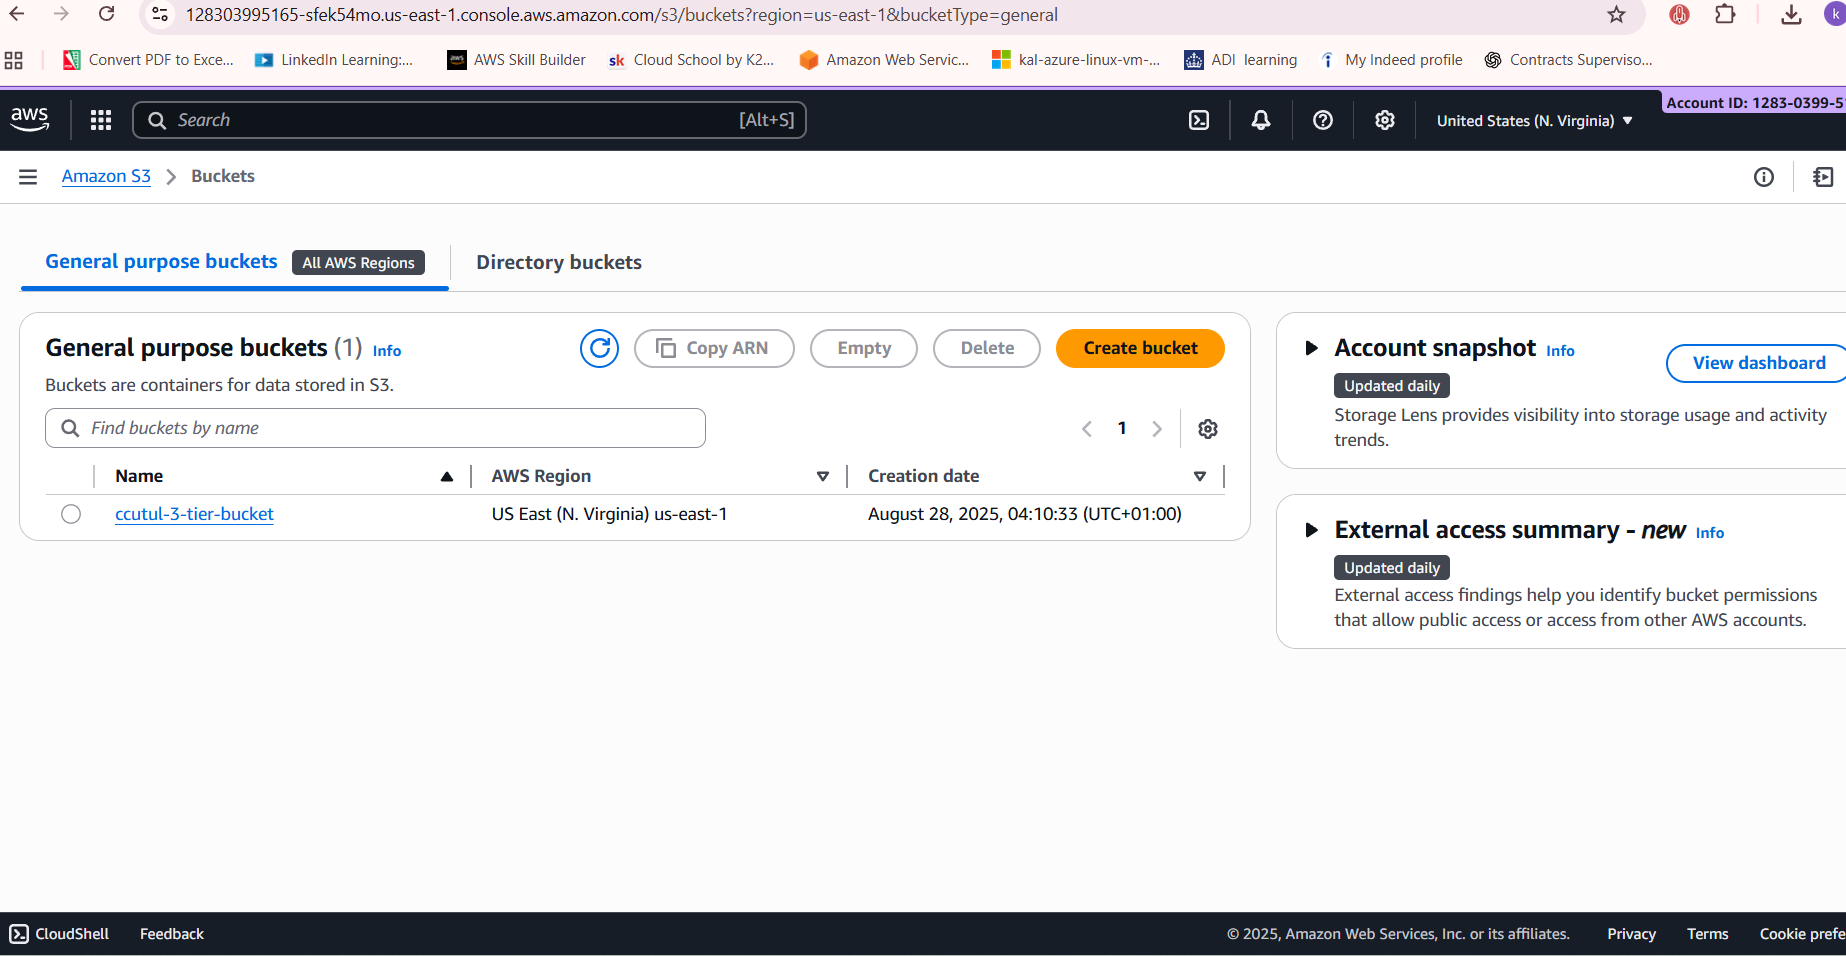 128303995165-sfek54mo.us-east-1.console.aws.amazon.com/s3/buckets?region=us-east-1&bucketType=general
k
Convert PDF to Exce...
LinkedIn Learning:...
AWS Skill Builder
sk Cloud School by K2...
Amazon Web Servic...
kal-azure-linux-vm-...
ADI learning
My Indeed profile
Contracts Superviso...
aws
Search [Alt+S]
United States (N. Virginia)
Account ID: 1283-0399-5
Amazon S3 > Buckets
General purpose buckets All AWS Regions
Directory buckets
General purpose buckets (1) Info
Copy ARN
Empty
Delete
Create bucket
Buckets are containers for data stored in S3.
Find buckets by name
1
Name AWS Region Creation date
ccutul-3-tier-bucket US East (N. Virginia) us-east-1 August 28, 2025, 04:10:33 (UTC+01:00)
Account snapshot Info
View dashboard
Updated daily
Storage Lens provides visibility into storage usage and activity
trends.
External access summary - new Info
Updated daily
External access findings help you identify bucket permissions
that allow public access or access from other AWS accounts.
CloudShell Feedback © 2025, Amazon Web Services, Inc. or its affiliates. Privacy Terms Cookie prefe